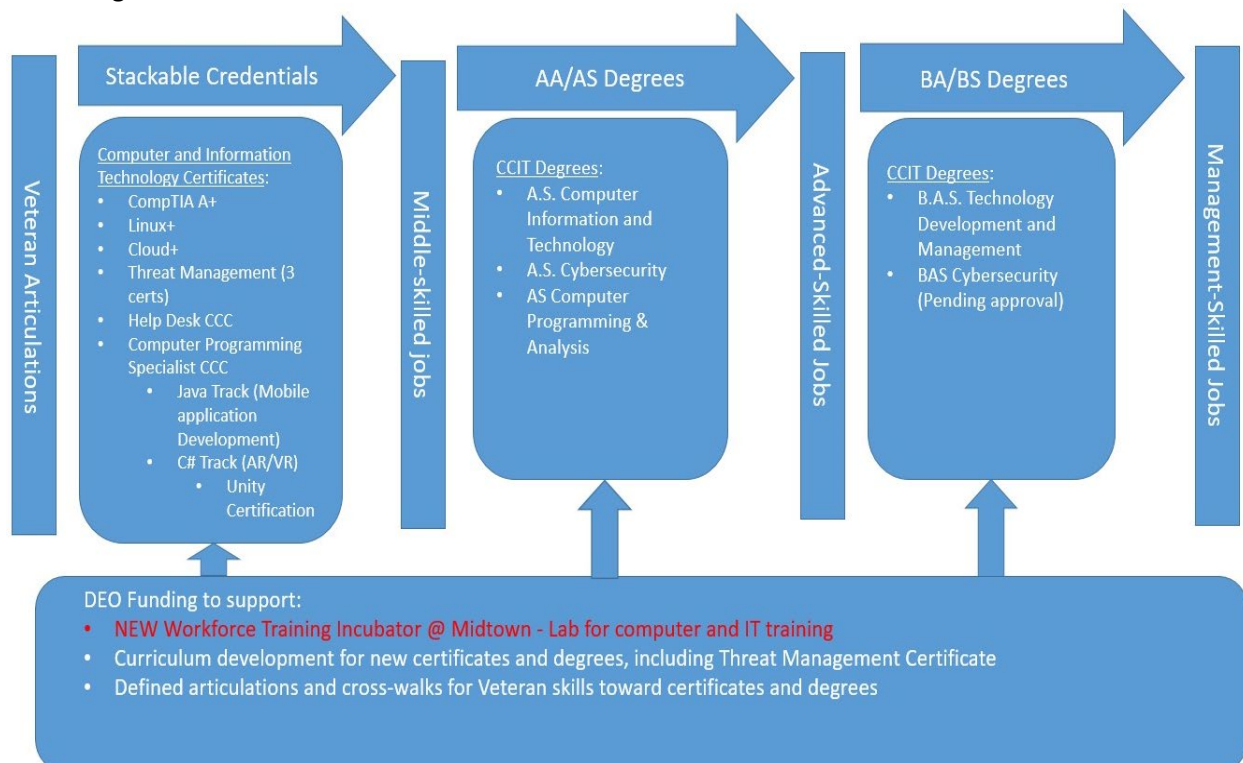 Stackable Credentials
AA/AS Degrees
BA/BS Degrees
Veteran Articulations
Computer and Information
Technology Certificates:
• CompTIA A+
• Linux+
• Cloud+
• Threat Management (3
certs)
• Help Desk CCC
• Computer Programming
Specialist CCC
• Java Track (Mobile
application
Development)
• C# Track (AR/VR)
• Unity
Certification
Middle-skilled jobs
CCIT Degrees:
• A.S. Computer
Information and
Technology
• A.S. Cybersecurity
• AS Computer
Programming &
Analysis
Advanced-Skilled Jobs
CCIT Degrees:
• B.A.S. Technology
Development and
Management
• BAS Cybersecurity
(Pending approval)
Management-Skilled Jobs
DEO Funding to support:
• NEW Workforce Training Incubator @ Midtown - Lab for computer and IT training
• Curriculum development for new certificates and degrees, including Threat Management Certificate
• Defined articulations and cross-walks for Veteran skills toward certificates and degrees